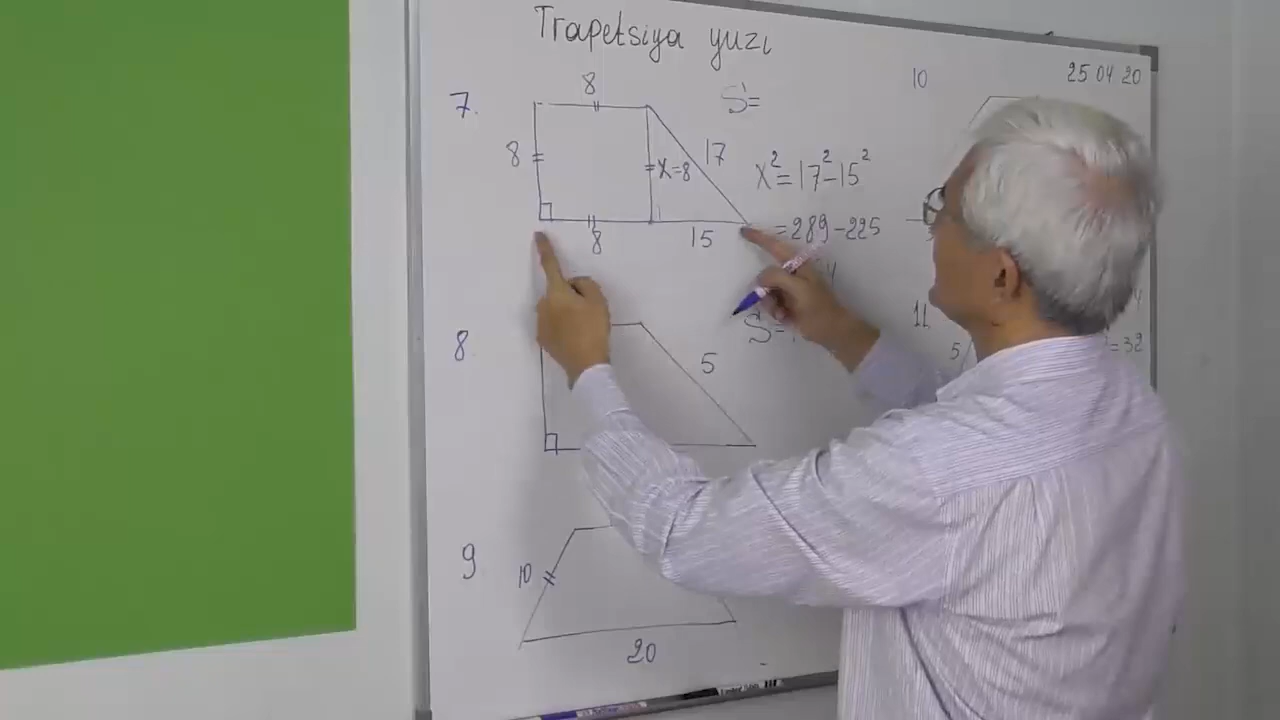 Trapetsiya yuzi
25 04 20
7.
8
8
X=8
17
8
15
S=
X²=17²-15²
=289-225
S=
8
5
9
10
20
10
11
5
=32